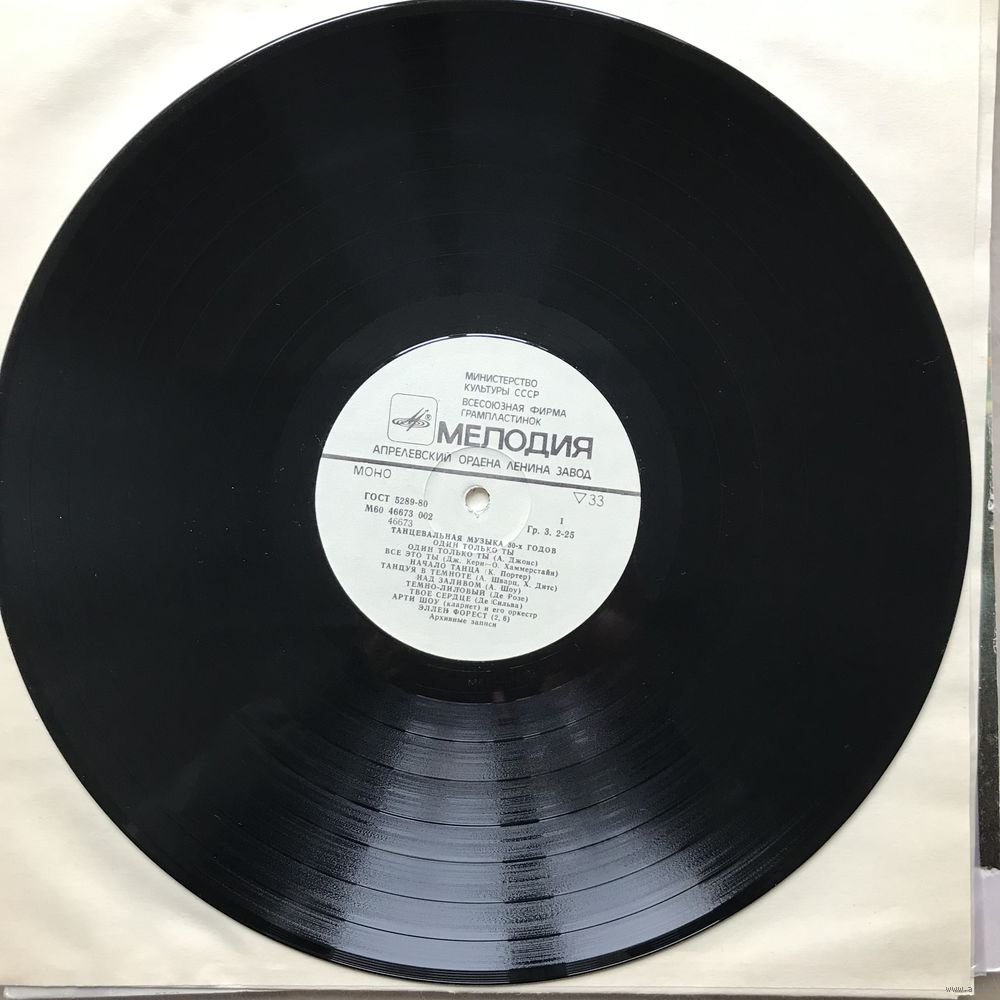 МИНИСТЕРСТВО
КУЛЬТУРЫ СССР
ВСЕСОЮЗНАЯ ФИРМА
ГРАМПЛАСТИНОК
®
МЕЛОДИЯ
АПРЕЛЕВСКИЙ ОРДЕНА ЛЕНИНА ЗАВОД
МОНО
▽33
ГОСТ 5289-80
М60 46673 002
46673
I
Гр. 3. 2-25
ТАНЦЕВАЛЬНАЯ МУЗЫКА 30-х ГОДОВ
ОДИН ТОЛЬКО ТЫ
ОДИН ТОЛЬКО ТЫ (А. Джонс)
ВСЕ ЭТО ТЫ (Дж. Керн—О. Хаммерстайн)
НАЧАЛО ТАНЦА (К. Портер)
ТАНЦУЯ В ТЕМНОТЕ (А. Шварц, Х. Дитс)
НАД ЗАЛИВОМ (А. Шоу)
ТЕМНО-ЛИЛОВЫЙ (Де Розе)
ТВОЕ СЕРДЦЕ (Де Сильва)
АРТИ ШОУ (кларнет) и его оркестр
ЭЛЛЕН ФОРЕСТ (2, 6)
Архивные записи
www.a